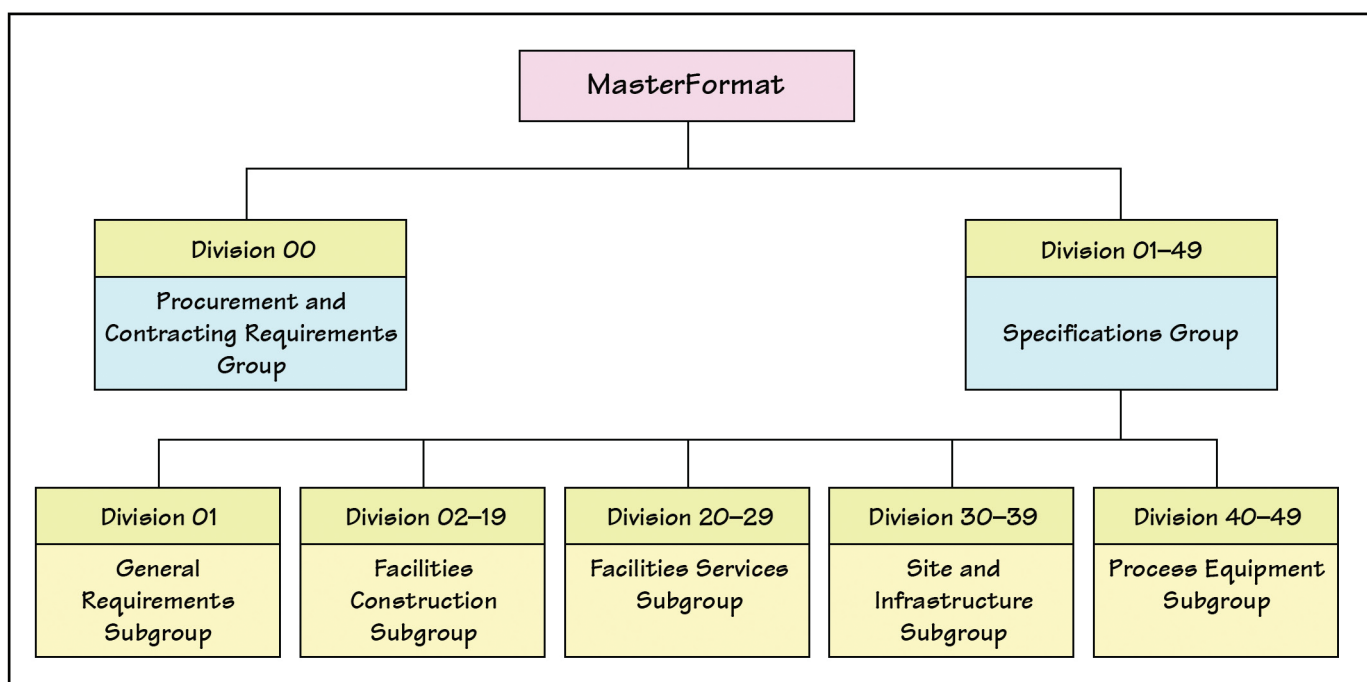 MasterFormat
Division 00
Procurement and
Contracting Requirements
Group
Division 01–49
Specifications Group
Division 01
General
Requirements
Subgroup
Division 02–19
Facilities
Construction
Subgroup
Division 20–29
Facilities Services
Subgroup
Division 30–39
Site and
Infrastructure
Subgroup
Division 40–49
Process Equipment
Subgroup